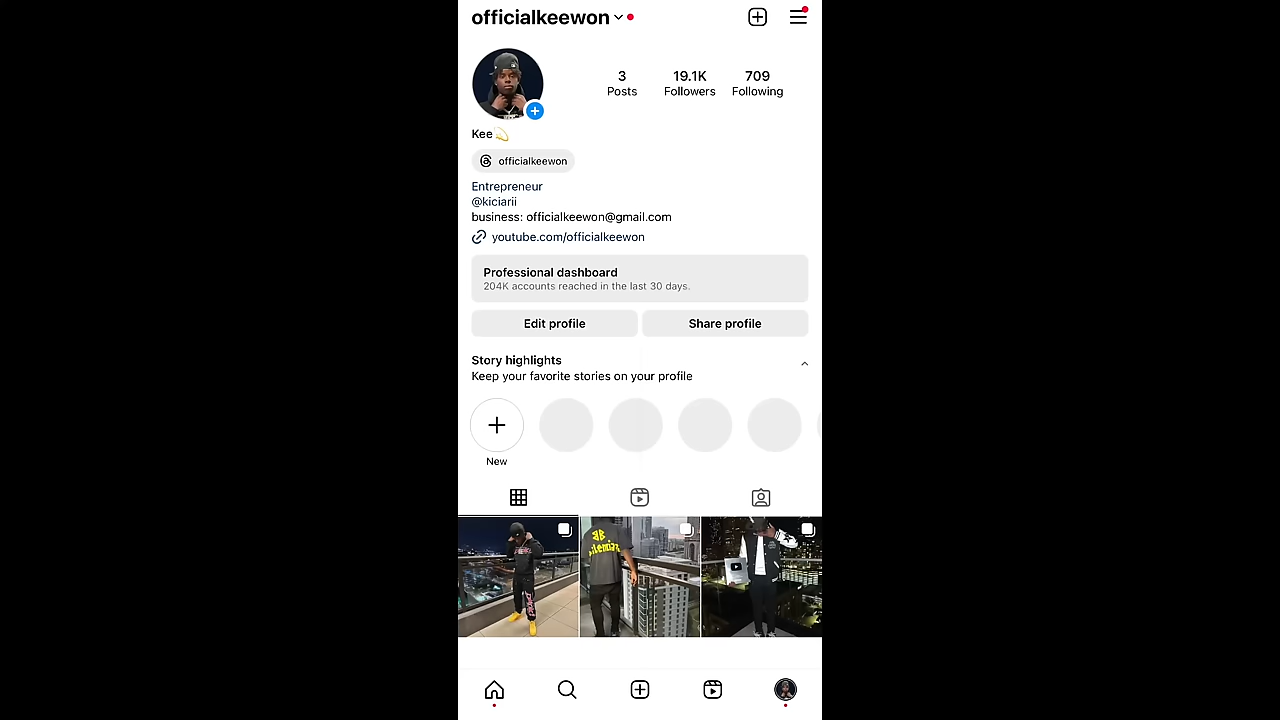 officialkeewon
3
Posts
19.1K
Followers
709
Following
Kee
officialkeewon
Entrepreneur
@kiciarii
business: officialkeewon@gmail.com
youtube.com/officialkeewon
Professional dashboard
204K accounts reached in the last 30 days.
Edit profile
Share profile
Story highlights
Keep your favorite stories on your profile
New